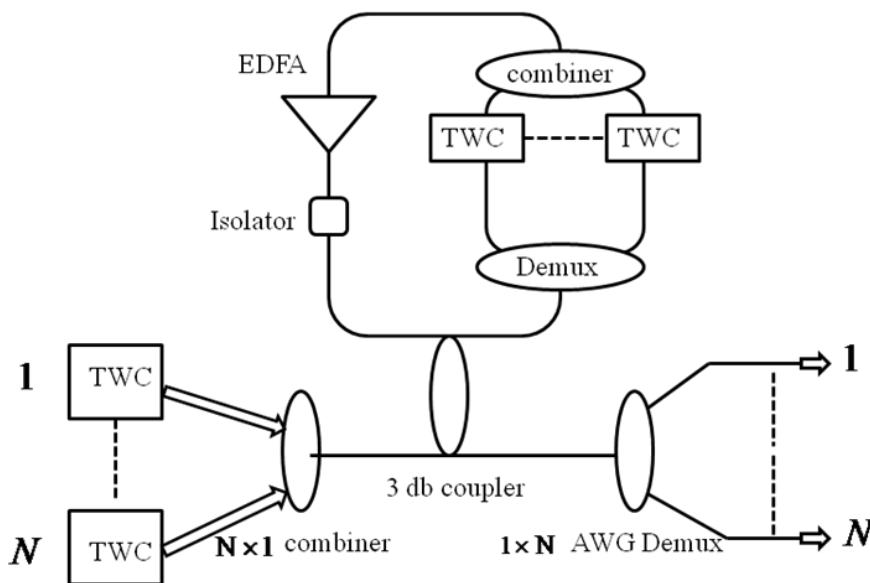 EDFA
combiner
TWC
TWC
Isolator
Demux
1
TWC
1
3 db coupler
N
TWC
N × 1 combiner
1 × N AWG Demux
N